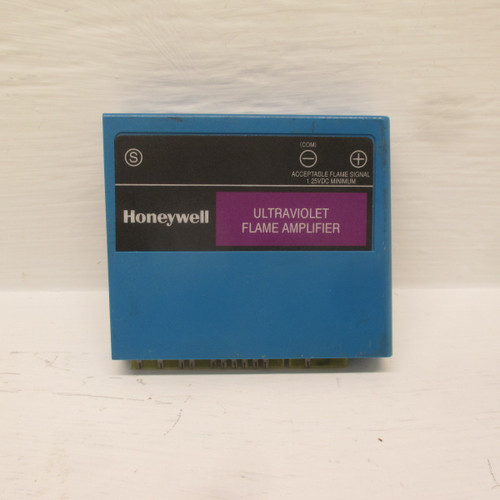 (COM)
S
− +
ACCEPTABLE FLAME SIGNAL
1.25VDC MINIMUM
Honeywell
ULTRAVIOLET
FLAME AMPLIFIER